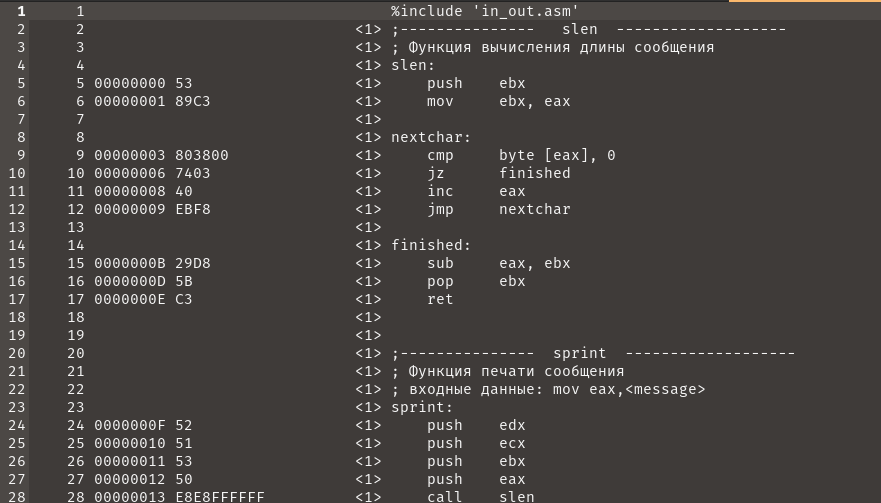 1 1 %include 'in_out.asm'
2 2 <1> ;--------------- slen -------------------
3 3 <1> ; Функция вычисления длины сообщения
4 4 <1> slen:
5 5 00000000 53 <1> push ebx
6 6 00000001 89C3 <1> mov ebx, eax
7 7 <1>
8 8 <1> nextchar:
9 9 00000003 803800 <1> cmp byte [eax], 0
10 10 00000006 7403 <1> jz finished
11 11 00000008 40 <1> inc eax
12 12 00000009 EBF8 <1> jmp nextchar
13 13 <1>
14 14 <1> finished:
15 15 0000000B 29D8 <1> sub eax, ebx
16 16 0000000D 5B <1> pop ebx
17 17 0000000E C3 <1> ret
18 18 <1>
19 19 <1>
20 20 <1> ;--------------- sprint -------------------
21 21 <1> ; Функция печати сообщения
22 22 <1> ; входные данные: mov eax,<message>
23 23 <1> sprint:
24 24 0000000F 52 <1> push edx
25 25 00000010 51 <1> push ecx
26 26 00000011 53 <1> push ebx
27 27 00000012 50 <1> push eax
28 28 00000013 E8E8FFFFFF <1> call slen